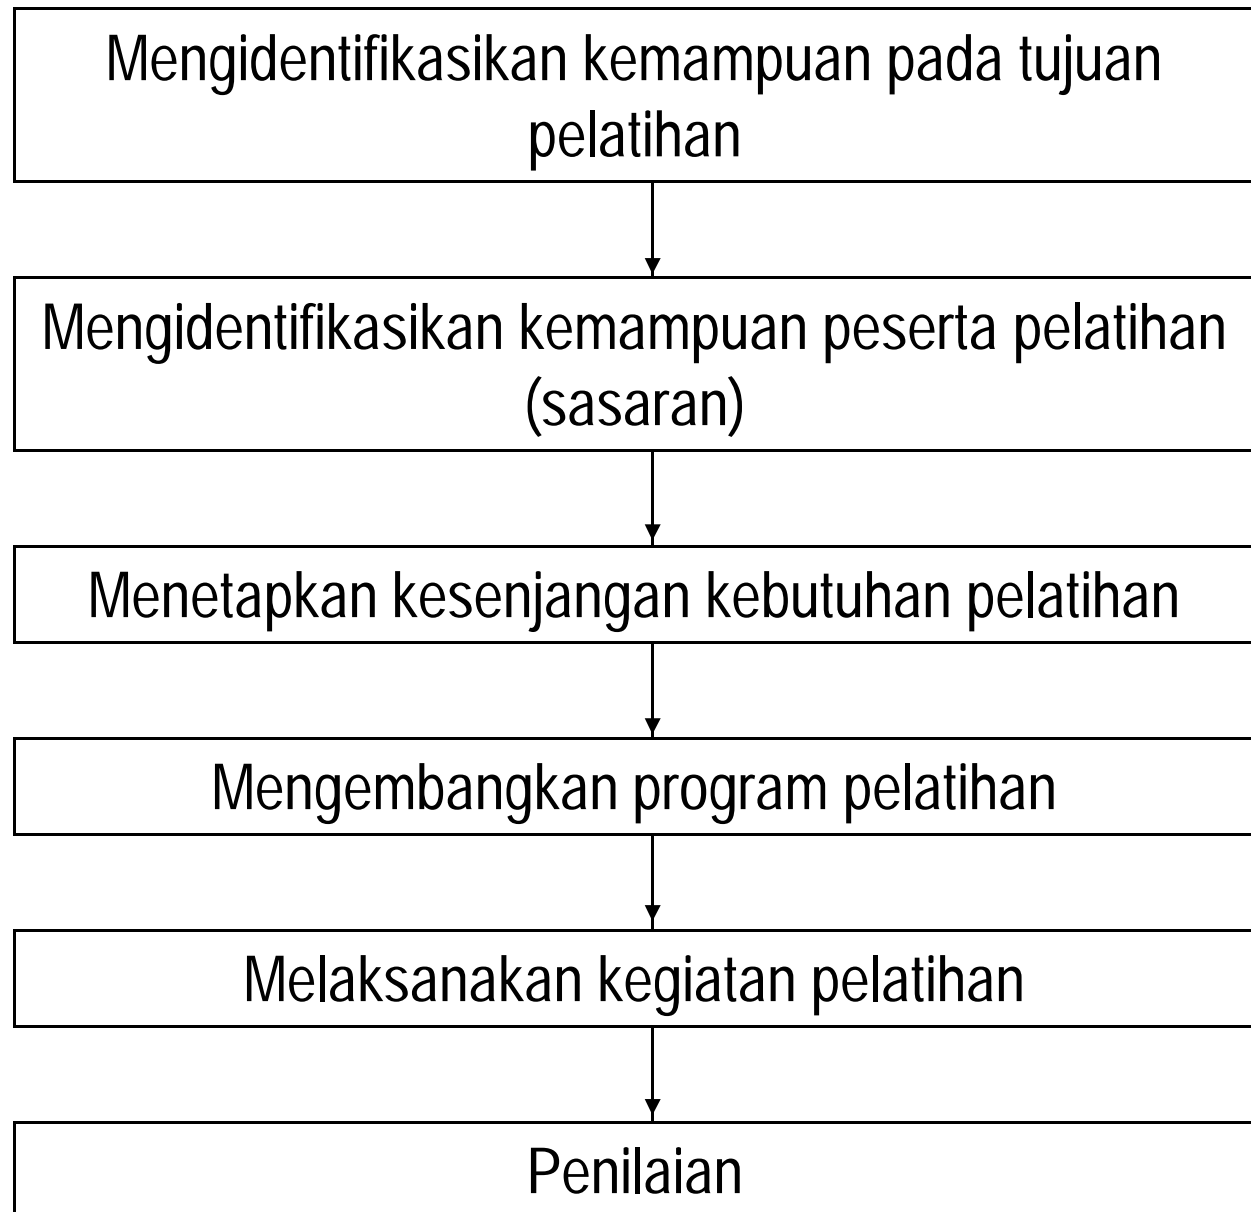 Mengidentifikasikan kemampuan pada tujuan
pelatihan
Mengidentifikasikan kemampuan peserta pelatihan
(sasaran)
Menetapkan kesenjangan kebutuhan pelatihan
Mengembangkan program pelatihan
Melaksanakan kegiatan pelatihan
Penilaian